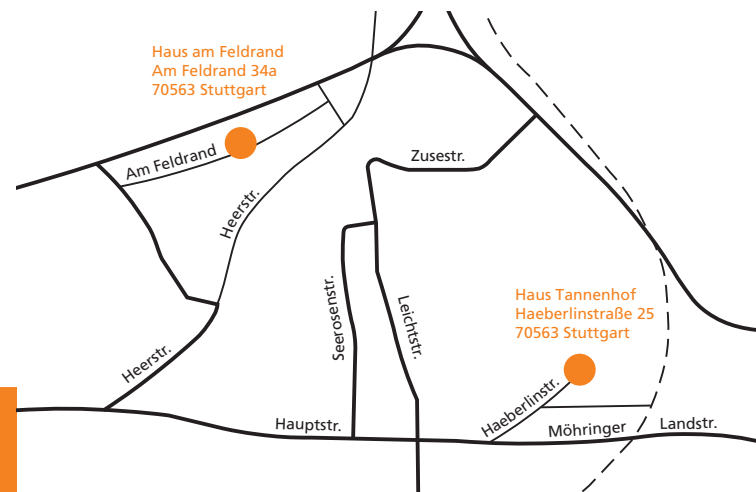 Haus am Feldrand
Am Feldrand 34a
70563 Stuttgart
Am Feldrand
Zusestr.
Heerstr.
Seerosenstr.
Leichtstr.
Haus Tannenhof
Haeberlinstraße 25
70563 Stuttgart
Heerstr.
Haeberlinstr.
Hauptstr.
Möhringer
Landstr.